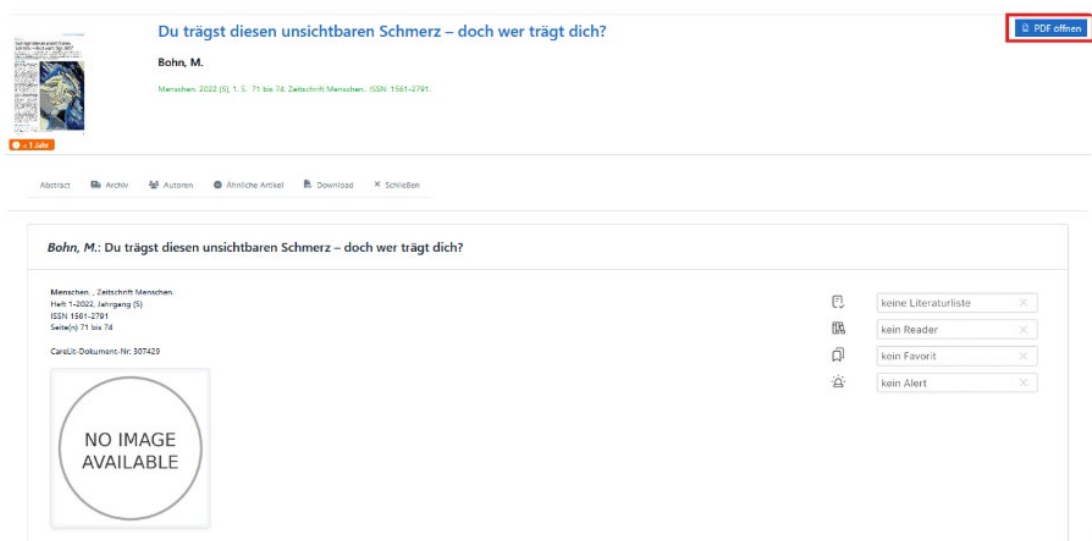 Du trägst diesen unsichtbaren Schmerz – doch wer trägt dich?
PDF öffnen
Bohn, M.
Menschen. 2022 (5), 1. S. 71 bis 74. Zeitschrift Menschen.. ISSN: 1561-2791.
< 1 Jahr
Abstract Archiv Autoren Ähnliche Artikel Download × Schließen
Bohn, M.: Du trägst diesen unsichtbaren Schmerz – doch wer trägt dich?
Menschen. , Zeitschrift Menschen.
Heft 1-2022, Jahrgang (5)
ISSN 1561-2791
Seite(n) 71 bis 74
CareLit-Dokument-Nr: 307429
keine Literaturliste ×
kein Reader ×
kein Favorit ×
kein Alert ×
NO IMAGE
AVAILABLE